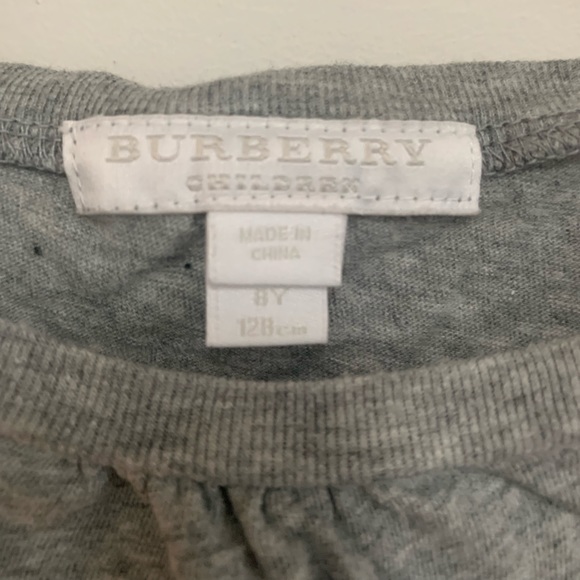 BURBERRY
CHILDREN
MADE IN
CHINA
8Y
128cm